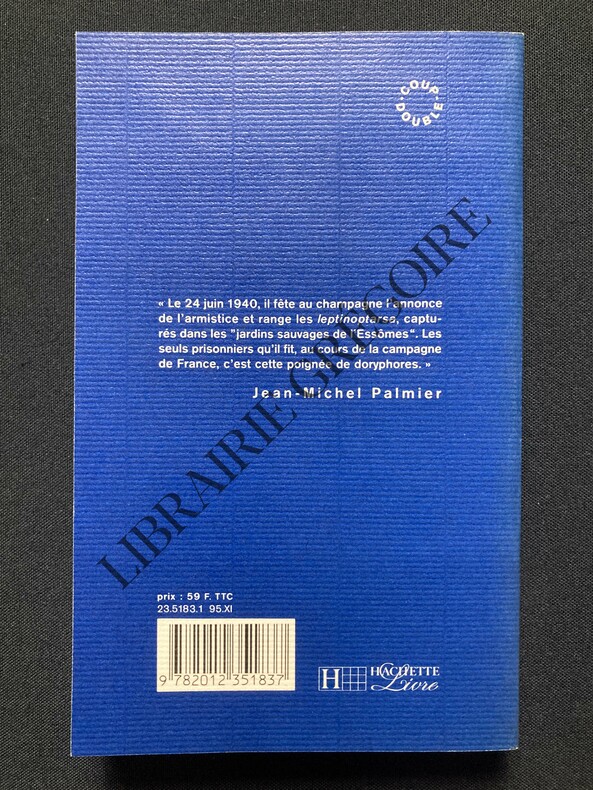 COUP
DOUBLE
« Le 24 juin 1940, il fête au champagne l'annonce
de l'armistice et range les leptinootarsa, captu-
rés dans les "jardins sauvages de l'Essômes". Les
seuls prisonniers qu'il fit, au cours de la campagne
de France, c'est cette poignée de doryphores. »
Jean-Michel Palmier
LIBRAIRIE GREGOIRE
prix : 59 F. TTC
23.5183.1 95.XI
9 782012 351837
H HACHETTE
Livre